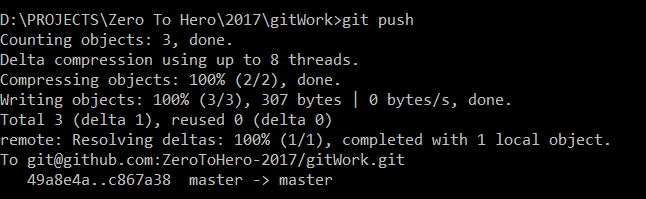 D:\PROJECTS\Zero To Hero\2017\gitWork>git push
Counting objects: 3, done.
Delta compression using up to 8 threads.
Compressing objects: 100% (2/2), done.
Writing objects: 100% (3/3), 307 bytes | 0 bytes/s, done.
Total 3 (delta 1), reused 0 (delta 0)
remote: Resolving deltas: 100% (1/1), completed with 1 local object.
To git@github.com:ZeroToHero-2017/gitWork.git
   49a8e4a..c867a38  master -> master